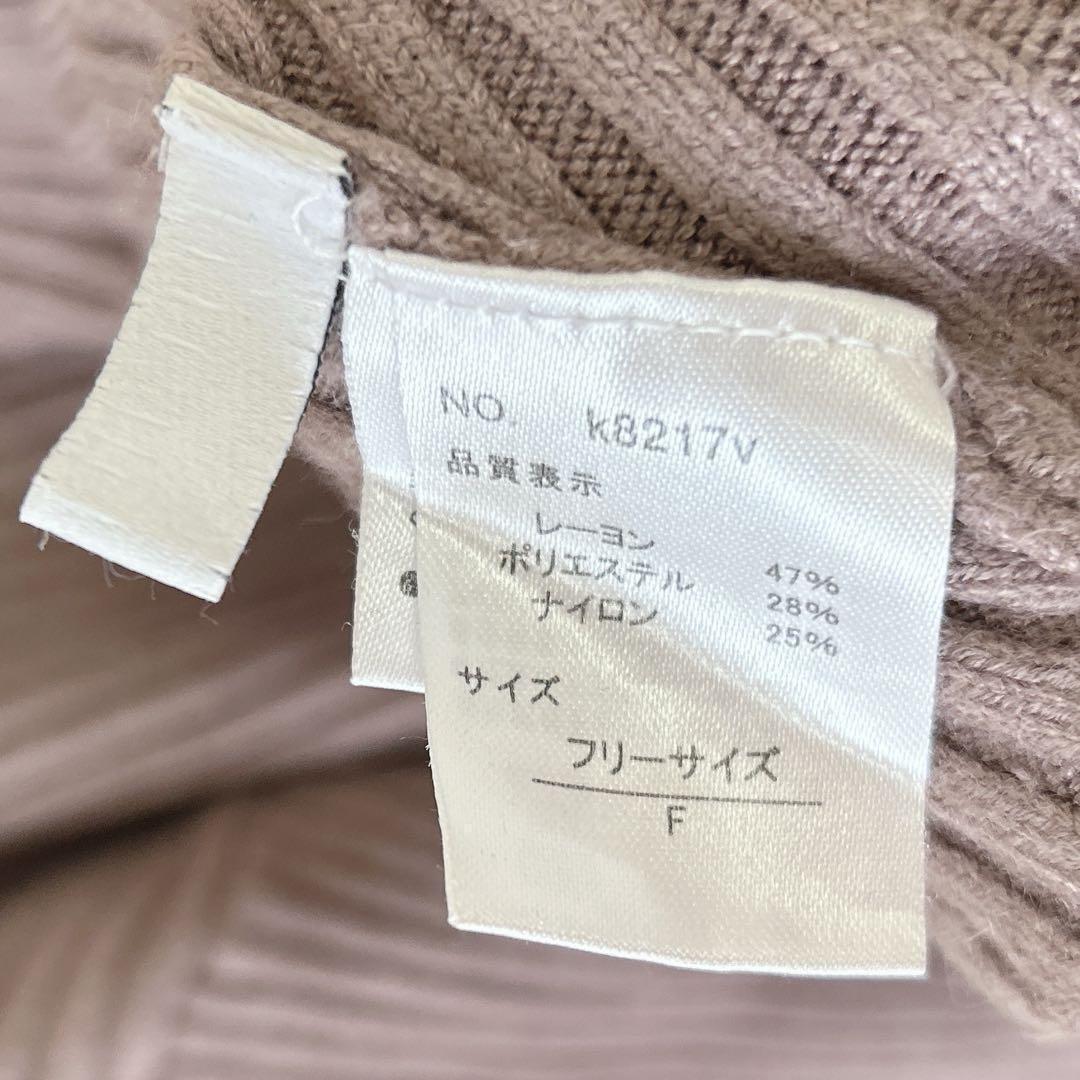 NO. k8217v
品質表示
レーヨン 47%
ポリエステル 28%
ナイロン 25%
サイズ
フリーサイズ
F